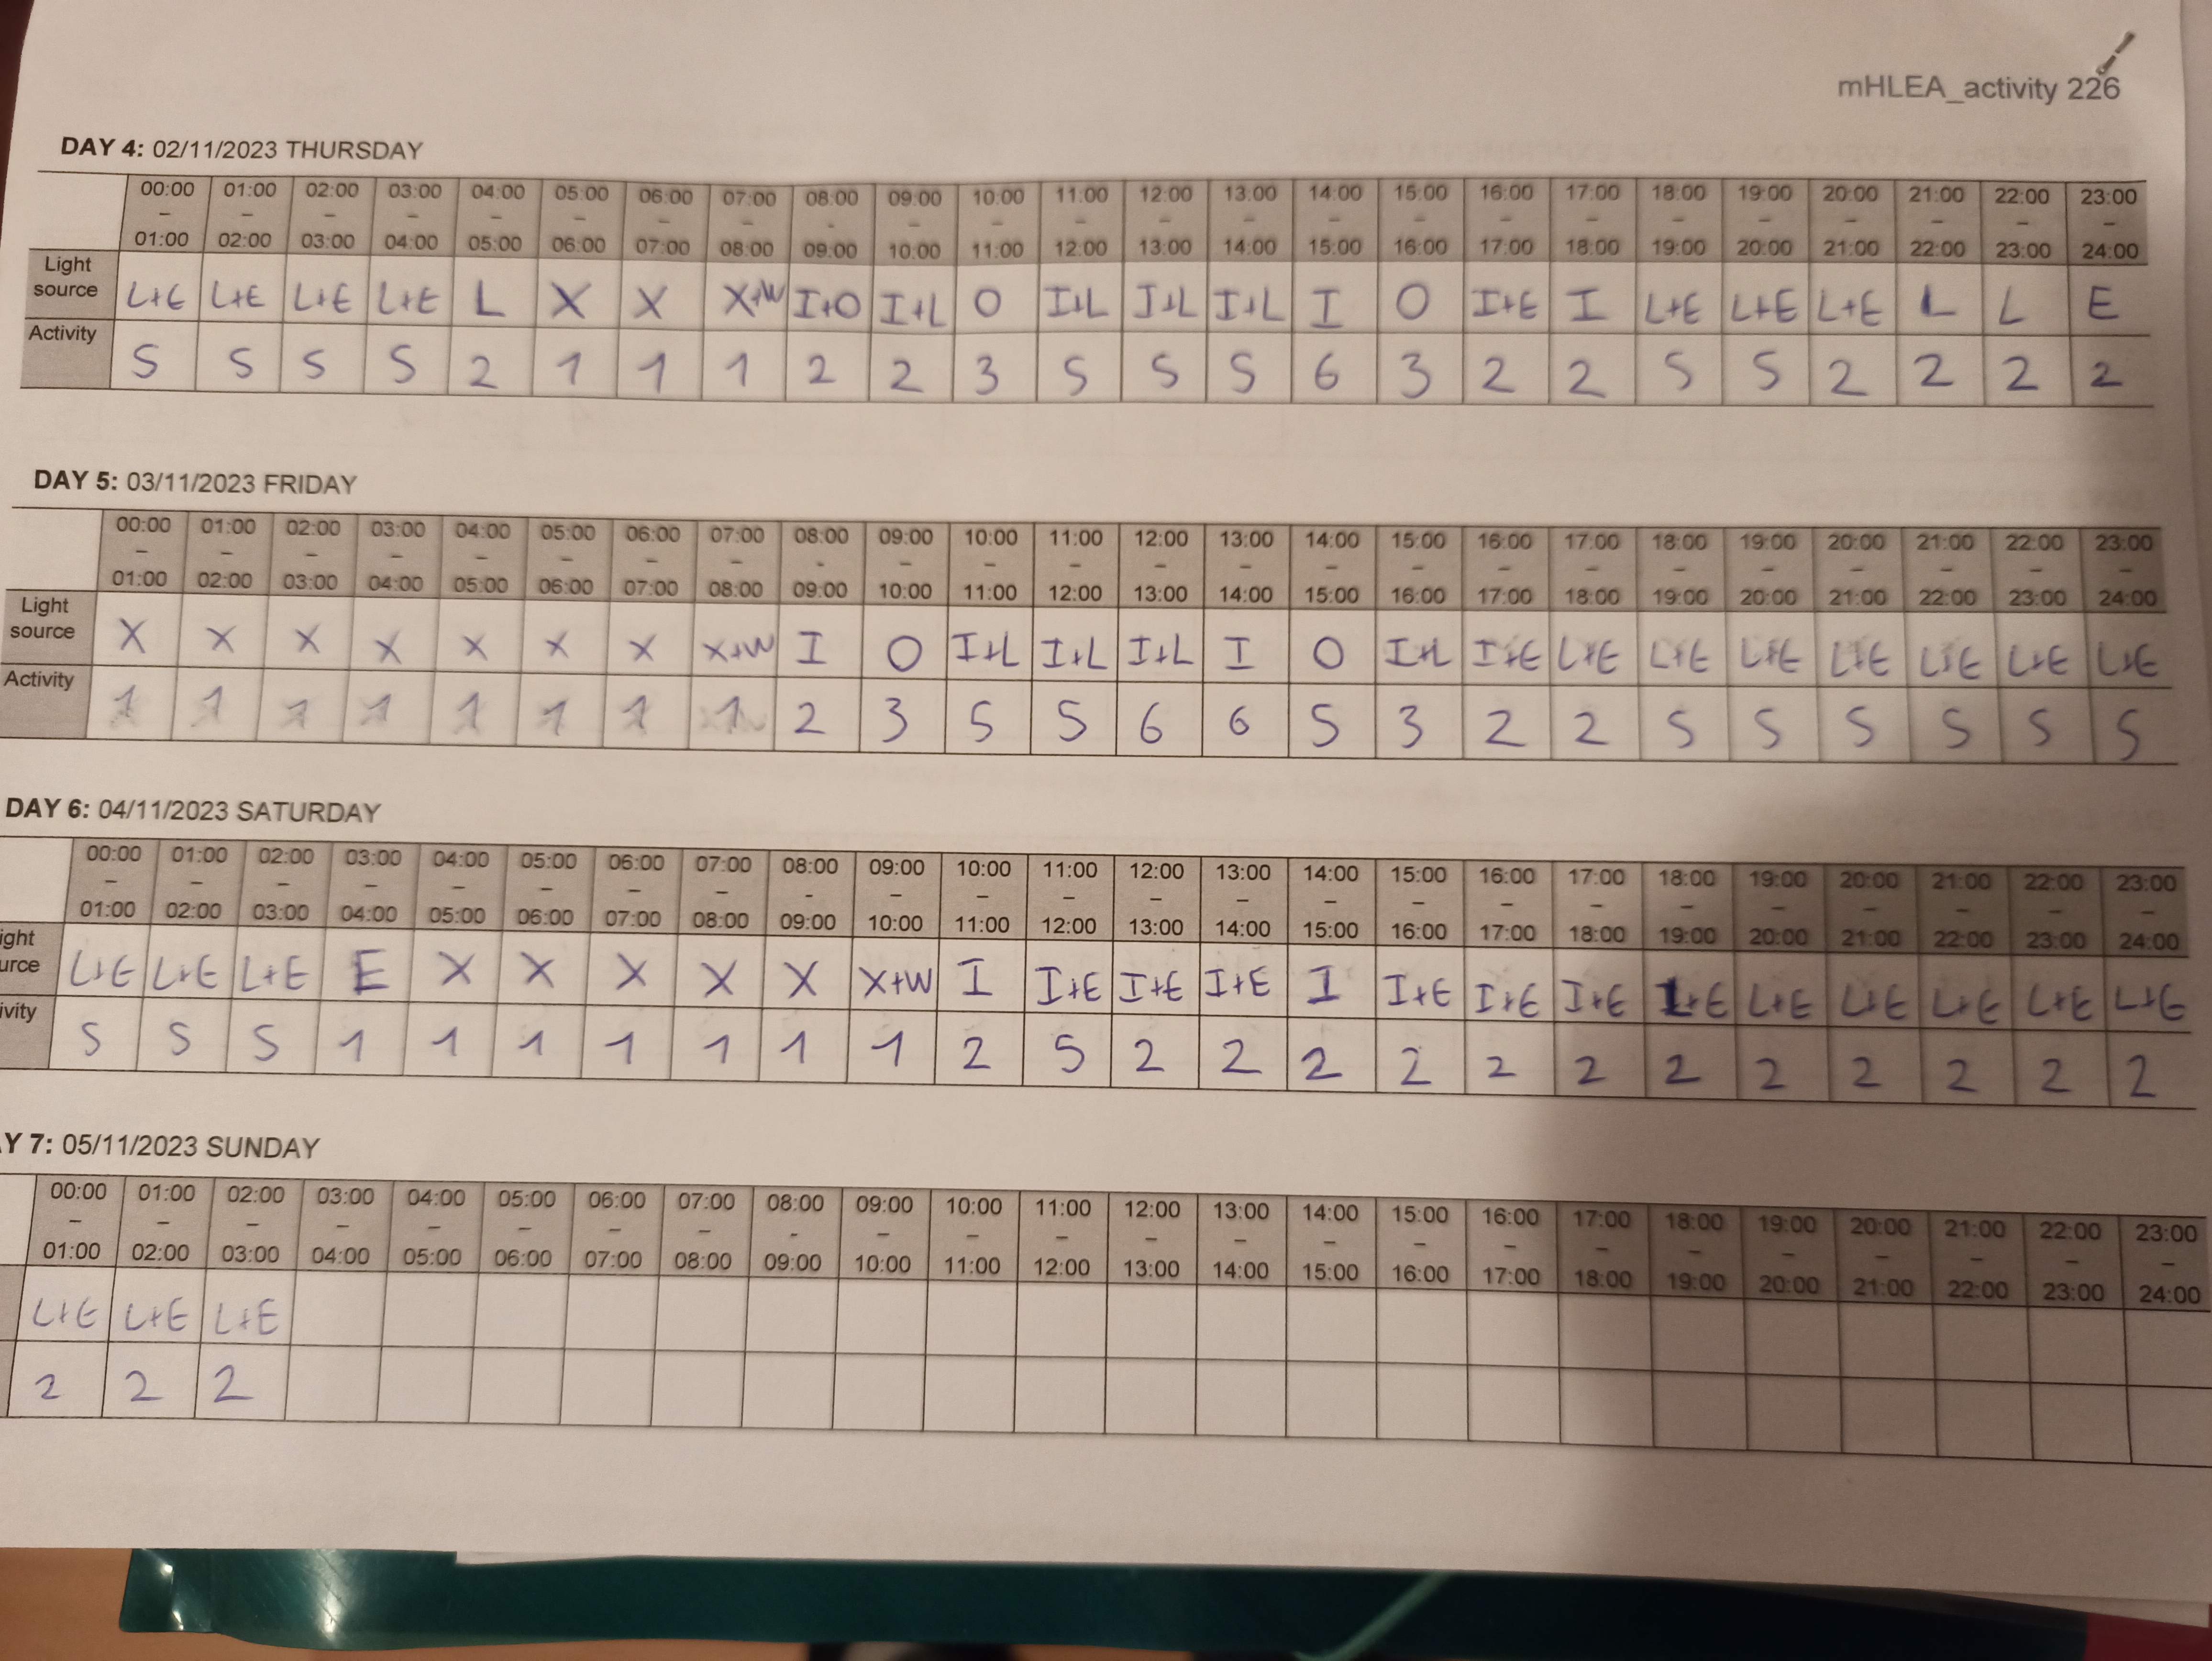 mHLEA_activity 226
DAY 4: 02/11/2023 THURSDAY
00:00 01:00 02:00 03:00 04:00 05:00 06:00 07:00 08:00 09:00 10:00 11:00 12:00 13:00 14:00 15:00 16:00 17:00 18:00 19:00 20:00 21:00 22:00 23:00
– – – – – – – – – – – – – – – – – – – – – – – –
01:00 02:00 03:00 04:00 05:00 06:00 07:00 08:00 09:00 10:00 11:00 12:00 13:00 14:00 15:00 16:00 17:00 18:00 19:00 20:00 21:00 22:00 23:00 24:00
Light source L+E L+E L+E L+E L X X X+W I+O I+L O I+L I+L I+L I O I+E I L+E L+E L+E L L E
Activity 5 5 5 5 2 1 1 1 2 2 3 5 5 5 6 3 2 2 5 5 2 2 2 2
DAY 5: 03/11/2023 FRIDAY
00:00 01:00 02:00 03:00 04:00 05:00 06:00 07:00 08:00 09:00 10:00 11:00 12:00 13:00 14:00 15:00 16:00 17:00 18:00 19:00 20:00 21:00 22:00 23:00
– – – – – – – – – – – – – – – – – – – – – – – –
01:00 02:00 03:00 04:00 05:00 06:00 07:00 08:00 09:00 10:00 11:00 12:00 13:00 14:00 15:00 16:00 17:00 18:00 19:00 20:00 21:00 22:00 23:00 24:00
Light source X X X X X X X X+W I O I+L I+L I+L I O I+L I+E L+E L+E L+E L+E L+E L+E L+E
Activity 1 1 1 1 1 1 1 1 2 3 5 5 6 6 5 3 2 2 5 5 5 5 5 5
DAY 6: 04/11/2023 SATURDAY
00:00 01:00 02:00 03:00 04:00 05:00 06:00 07:00 08:00 09:00 10:00 11:00 12:00 13:00 14:00 15:00 16:00 17:00 18:00 19:00 20:00 21:00 22:00 23:00
– – – – – – – – – – – – – – – – – – – – – – – –
01:00 02:00 03:00 04:00 05:00 06:00 07:00 08:00 09:00 10:00 11:00 12:00 13:00 14:00 15:00 16:00 17:00 18:00 19:00 20:00 21:00 22:00 23:00 24:00
ight urce L+E L+E L+E E X X X X X X+W I I+E I+E I+E I I+E I+E I+E L+E L+E L+E L+E L+E L+E
ivity 5 5 5 1 1 1 1 1 1 1 2 5 2 2 2 2 2 2 2 2 2 2 2 2
Y 7: 05/11/2023 SUNDAY
00:00 01:00 02:00 03:00 04:00 05:00 06:00 07:00 08:00 09:00 10:00 11:00 12:00 13:00 14:00 15:00 16:00 17:00 18:00 19:00 20:00 21:00 22:00 23:00
– – – – – – – – – – – – – – – – – – – – – – – –
01:00 02:00 03:00 04:00 05:00 06:00 07:00 08:00 09:00 10:00 11:00 12:00 13:00 14:00 15:00 16:00 17:00 18:00 19:00 20:00 21:00 22:00 23:00 24:00
L+E L+E L+E
2 2 2